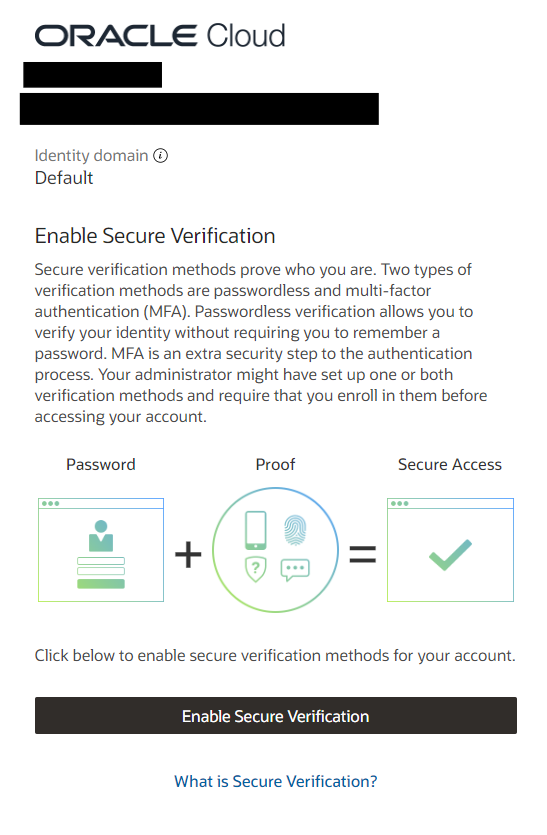 ORACLE Cloud
Identity domain
Default
Enable Secure Verification
Secure verification methods prove who you are. Two types of
verification methods are passwordless and multi-factor
authentication (MFA). Passwordless verification allows you to
verify your identity without requiring you to remember a
password. MFA is an extra security step to the authentication
process. Your administrator might have set up one or both
verification methods and require that you enroll in them before
accessing your account.
Password Proof Secure Access
Click below to enable secure verification methods for your account.
Enable Secure Verification
What is Secure Verification?